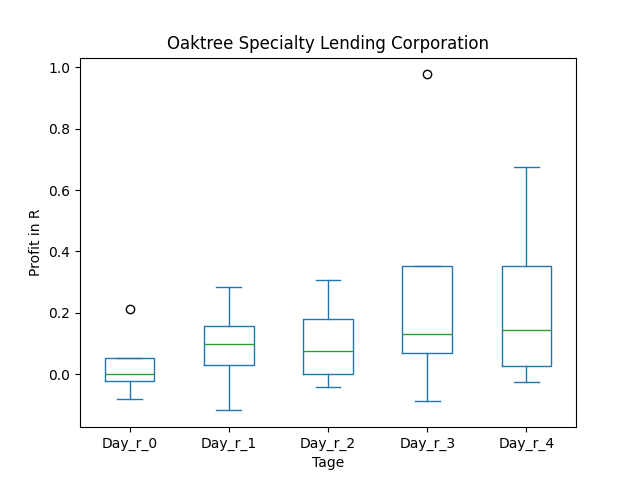 Oaktree Specialty Lending Corporation
1.0
0.8
0.6
0.4
0.2
0.0
Profit in R
Day_r_0 Day_r_1 Day_r_2 Day_r_3 Day_r_4
Tage